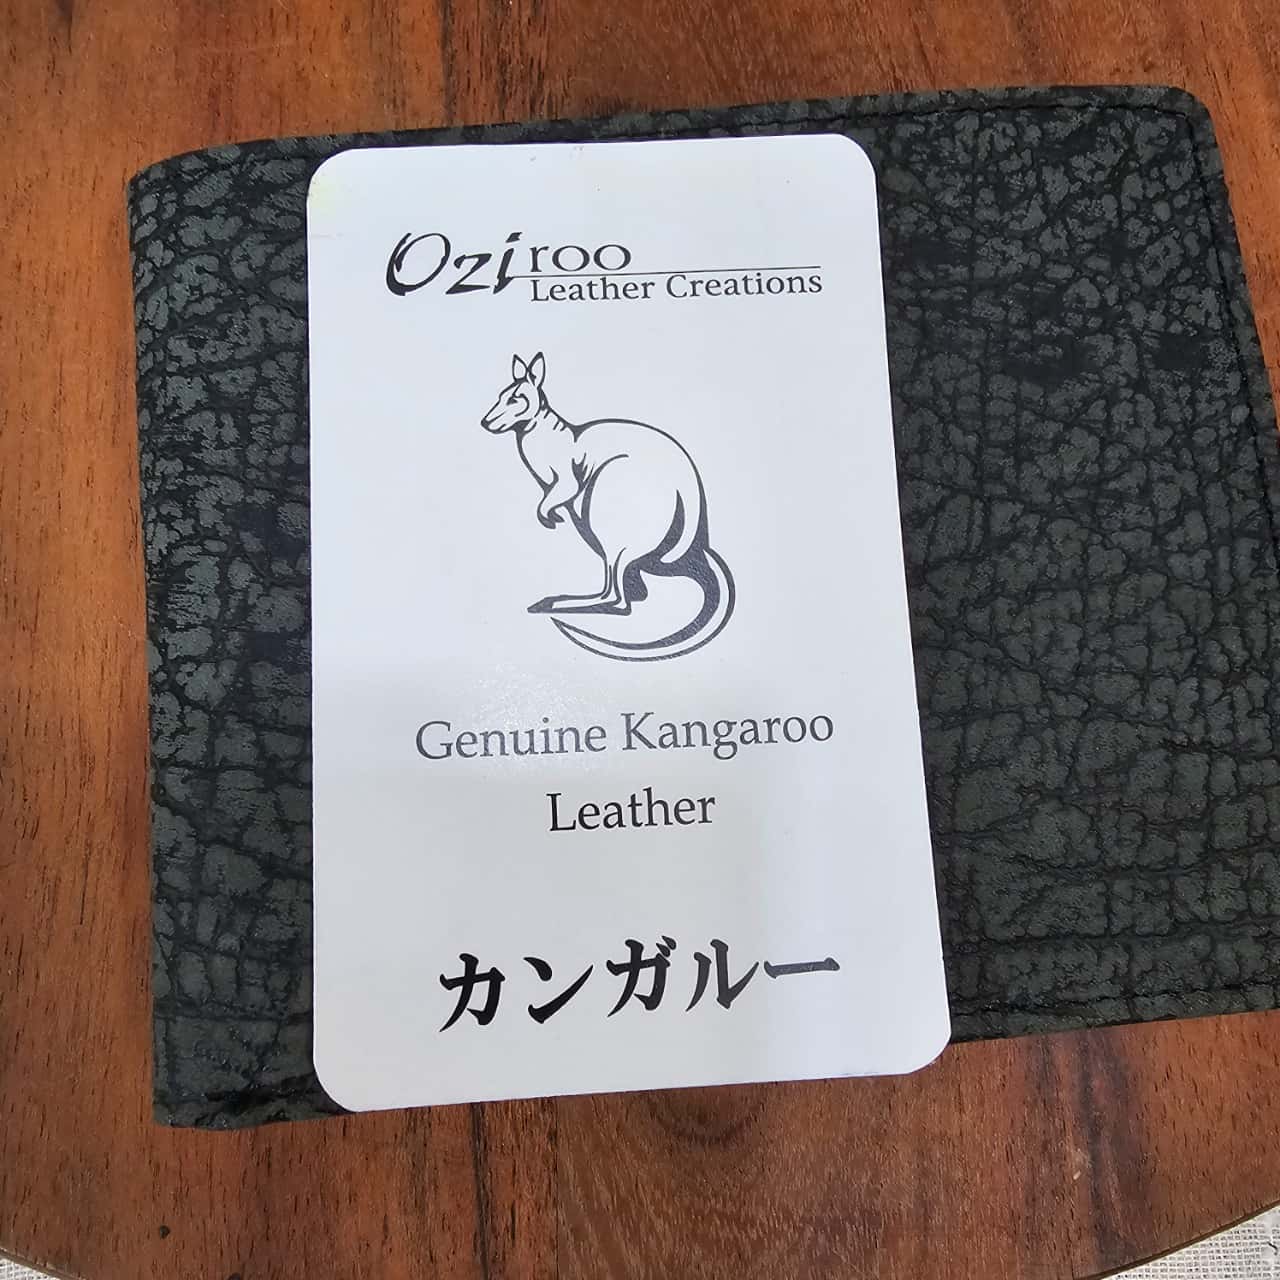 Oziroo
Leather Creations
Genuine Kangaroo
Leather
カンガルー